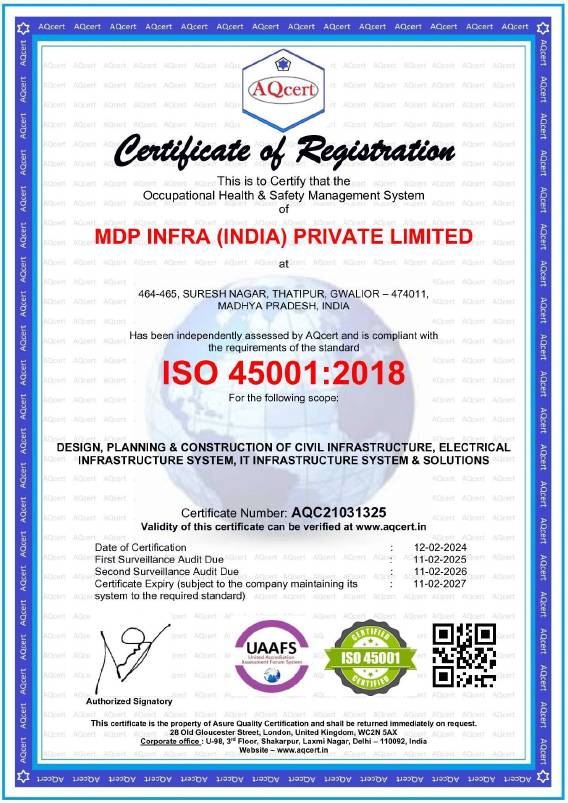 AQcert
Certificate of Registration
This is to Certify that the
Occupational Health & Safety Management System
of
MDP INFRA (INDIA) PRIVATE LIMITED
at
464-465, SURESH NAGAR, THATIPUR, GWALIOR – 474011,
MADHYA PRADESH, INDIA
Has been independently assessed by AQcert and is compliant with
the requirements of the standard
ISO 45001:2018
For the following scope:
DESIGN, PLANNING & CONSTRUCTION OF CIVIL INFRASTRUCTURE, ELECTRICAL
INFRASTRUCTURE SYSTEM, IT INFRASTRUCTURE SYSTEM & SOLUTIONS
Certificate Number: AQC21031325
Validity of this certificate can be verified at www.aqcert.in
Date of Certification : 12-02-2024
First Surveillance Audit Due : 11-02-2025
Second Surveillance Audit Due : 11-02-2026
Certificate Expiry (subject to the company maintaining its : 11-02-2027
system to the required standard)
UAAFS
United Accreditation
Assessment Forum System
CERTIFIED
ISO 45001
CERTIFIED
Authorized Signatory
This certificate is the property of Asure Quality Certification and shall be returned immediately on request.
28 Old Gloucester Street, London, United Kingdom, WC2N 5AX
Corporate office : U-98, 3rd Floor, Shakarpur, Laxmi Nagar, Delhi – 110092, India
Website – www.aqcert.in